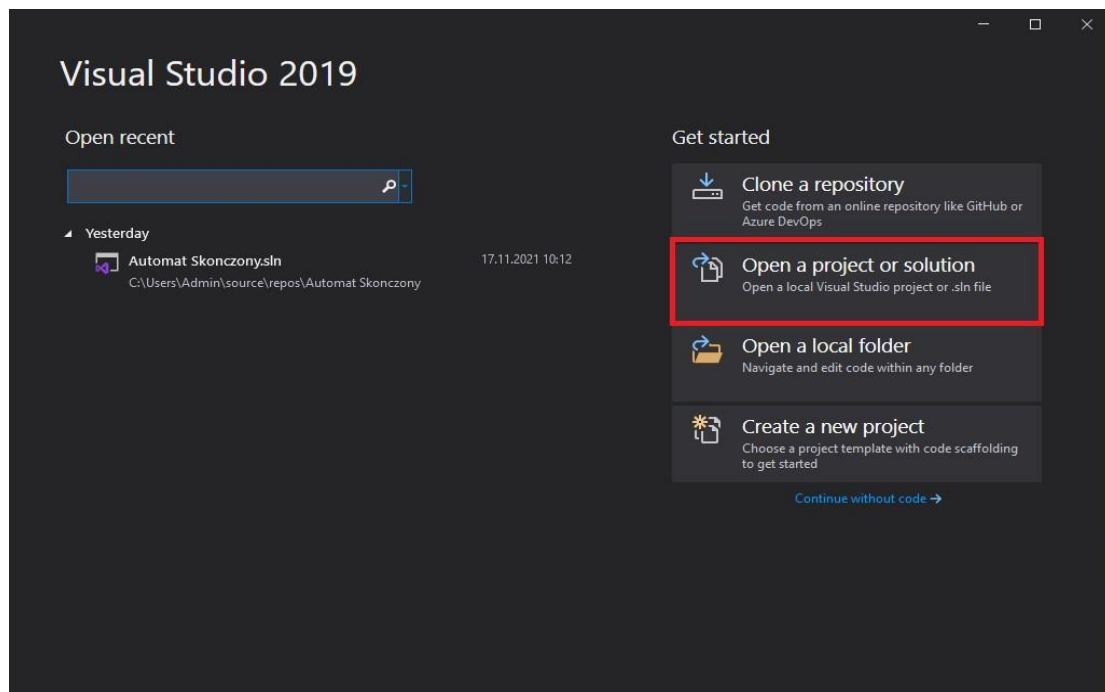 Visual Studio 2019
Open recent
Yesterday
Automat Skonczony.sln
17.11.2021 10:12
C:\Users\Admin\source\repos\Automat Skonczony
Get started
Clone a repository
Get code from an online repository like GitHub or
Azure DevOps
Open a project or solution
Open a local Visual Studio project or .sln file
Open a local folder
Navigate and edit code within any folder
Create a new project
Choose a project template with code scaffolding
to get started
Continue without code →